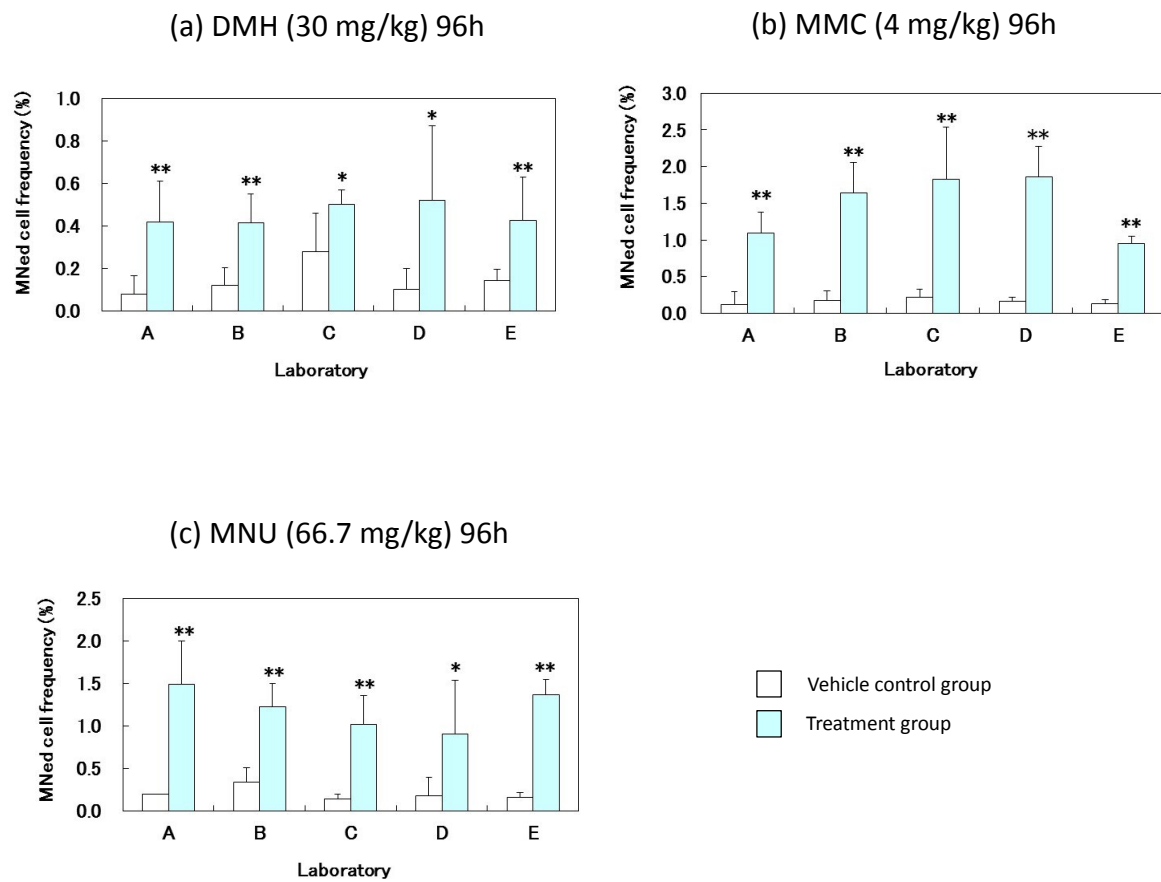 (a) DMH (30 mg/kg) 96h
MNed cell frequency (%)
1.0
0.8
0.6
0.4
0.2
0.0
**
**
*
*
**
A B C D E
Laboratory
(b) MMC (4 mg/kg) 96h
MNed cell frequency (%)
3.0
2.5
2.0
1.5
1.0
0.5
0.0
**
**
**
**
**
A B C D E
Laboratory
(c) MNU (66.7 mg/kg) 96h
MNed cell frequency (%)
2.5
2.0
1.5
1.0
0.5
0.0
**
**
**
*
**
A B C D E
Laboratory
Vehicle control group
Treatment group